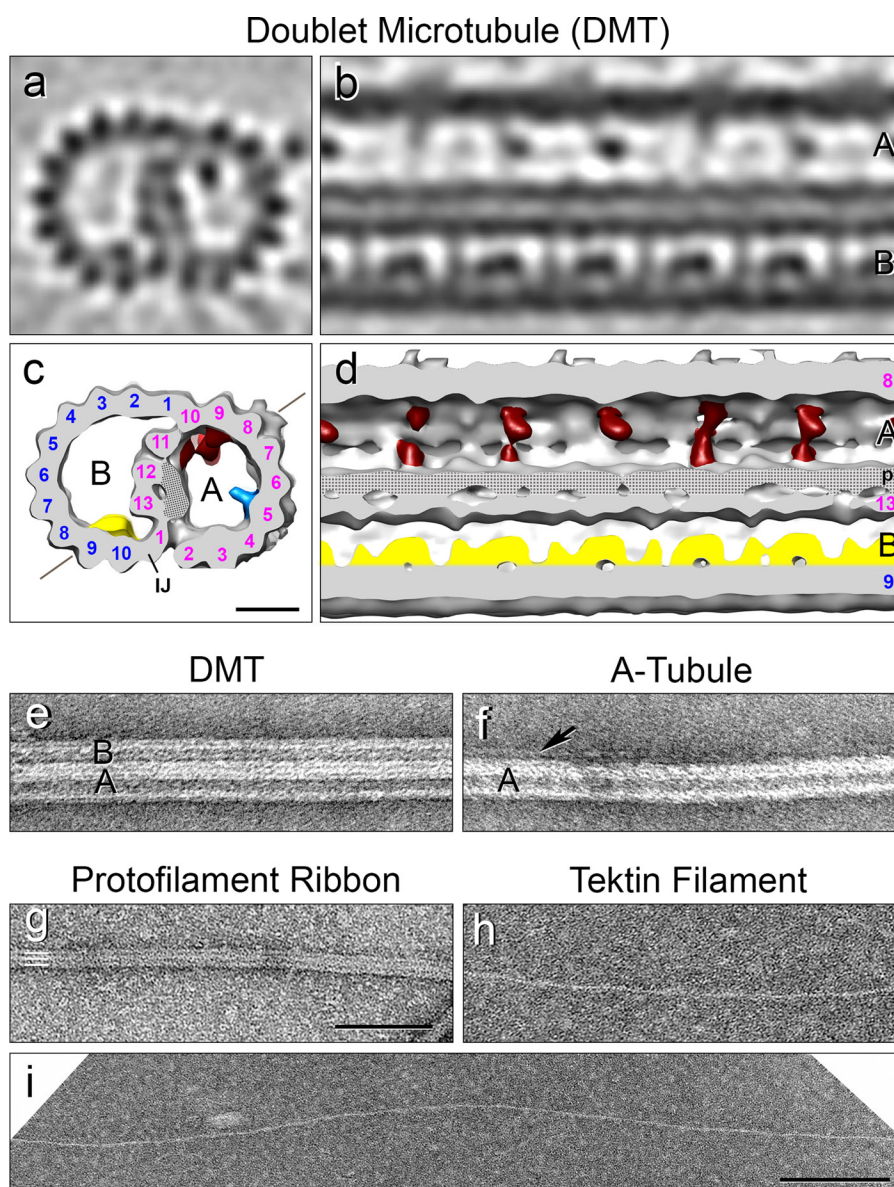 Doublet Microtubule (DMT)
a
b
A
B
c
1
2
3
4
5
6
7
8
9
10
B
10
9
8
7
6
5
4
3
2
1
13
12
11
A
IJ
d
8
A
p
13
B
9
DMT
A-Tubule
e
B
A
f
A
Protofilament Ribbon
Tektin Filament
g
h
i